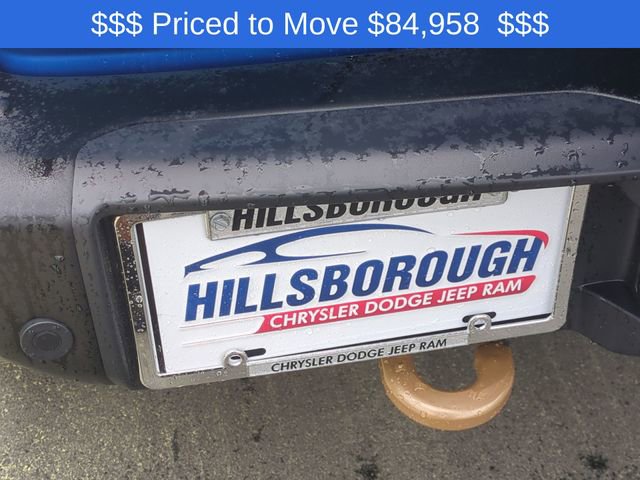 $$$ Priced to Move $84,958 $$$
HILLSBOROUGH
HILLSBOROUGH
CHRYSLER DODGE JEEP RAM
CHRYSLER DODGE JEEP RAM